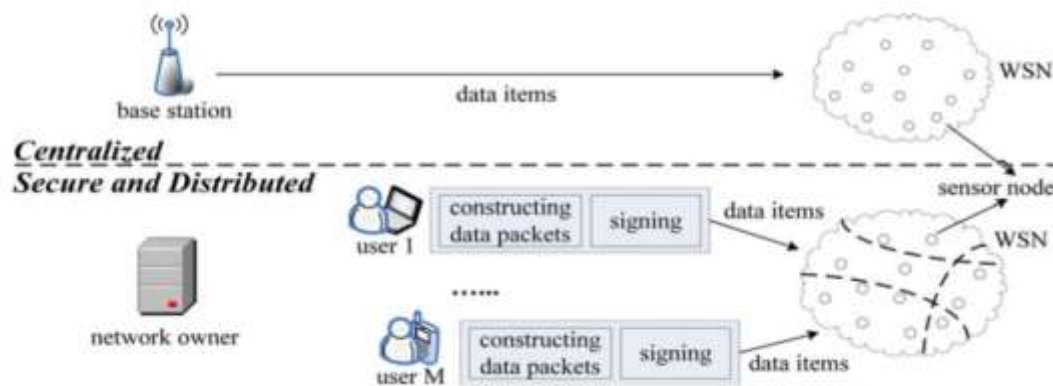 WSN
data items
base station
Centralized
Secure and Distributed
sensor node
constructing
data packets
signing
data items
user 1
WSN
......
network owner
constructing
data packets
signing
data items
user M